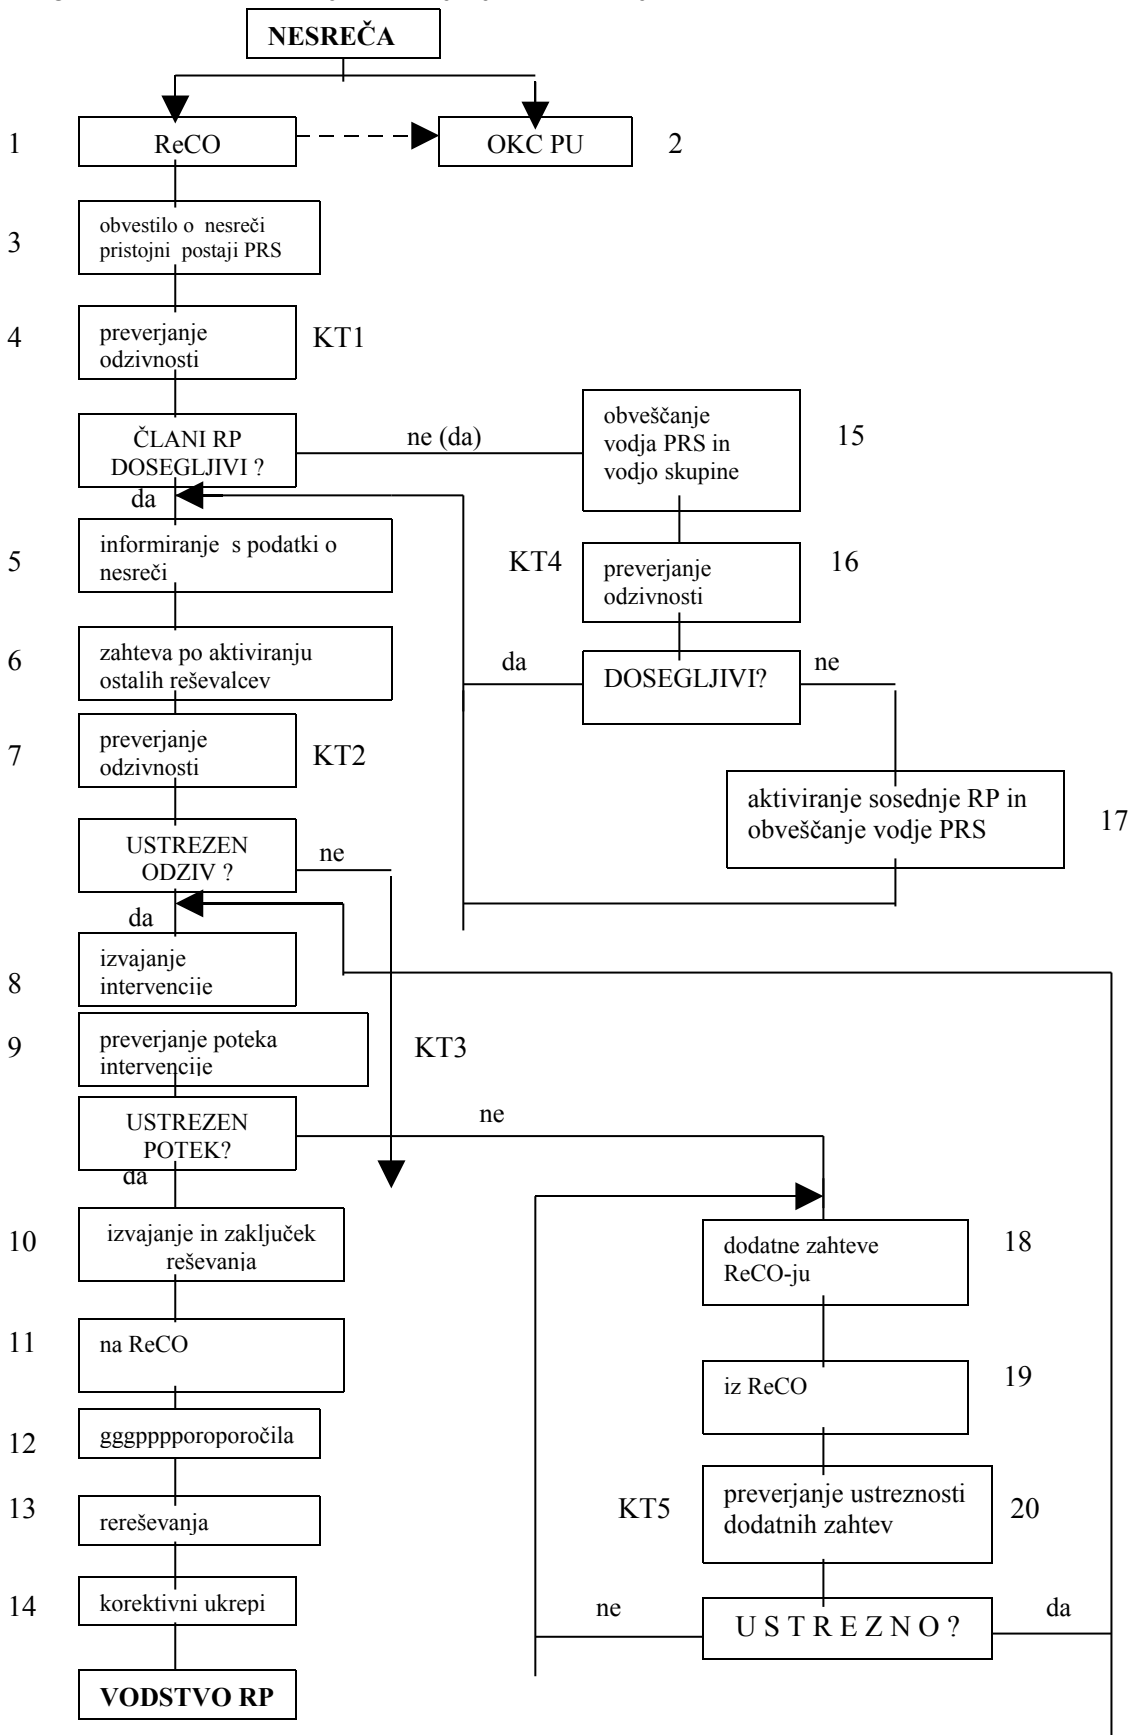 NESREČA
1
ReCO
OKC PU
2
3
obvestilo o nesreči
pristojni postaji PRS
4
preverjanje
odzivnosti
KT1
ČLANI RP
DOSEGLJIVI ?
ne (da)
da
obveščanje
vodja PRS in
vodjo skupine
15
5
informiranje s podatki o
nesreči
KT4
preverjanje
odzivnosti
16
6
zahteva po aktiviranju
ostalih reševalcev
da
DOSEGLJIVI?
ne
7
preverjanje
odzivnosti
KT2
aktiviranje sosednje RP in
obveščanje vodje PRS
17
USTREZEN
ODZIV ?
ne
da
8
izvajanje
intervencije
9
preverjanje poteka
intervencije
KT3
USTREZEN
POTEK?
ne
da
10
izvajanje in zaključek
reševanja
dodatne zahteve
ReCO-ju
18
11
na ReCO
iz ReCO
19
12
gggpppporoporočila
13
rereševanja
KT5
preverjanje ustreznosti
dodatnih zahtev
20
14
korektivni ukrepi
ne
U S T R E Z N O ?
da
VODSTVO RP